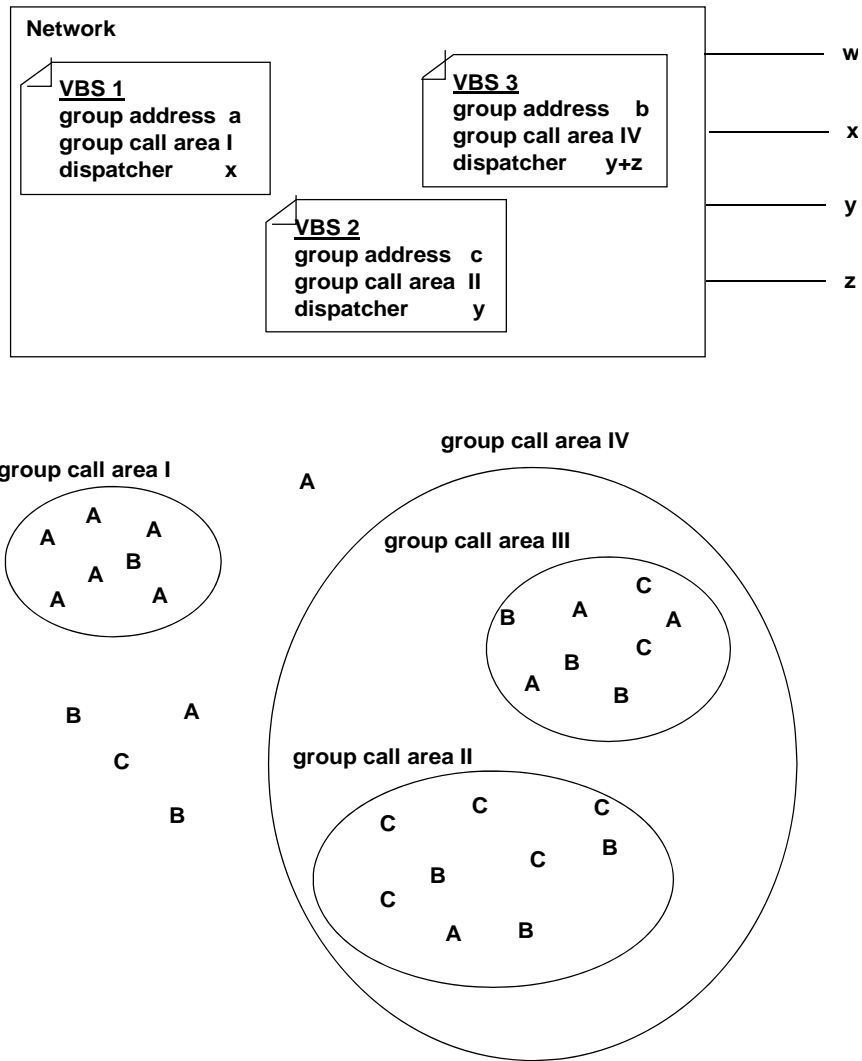 Network
w
VBS 1
group address a
group call area I
dispatcher x
VBS 3
group address b
group call area IV
dispatcher y+z
x
y
VBS 2
group address c
group call area II
dispatcher y
z
group call area IV
group call area I
A
A
A
A
A
B
A
A
group call area III
C
B
A
A
C
B
A
B
B
A
C
B
group call area II
C
C
C
C
B
B
C
A
B